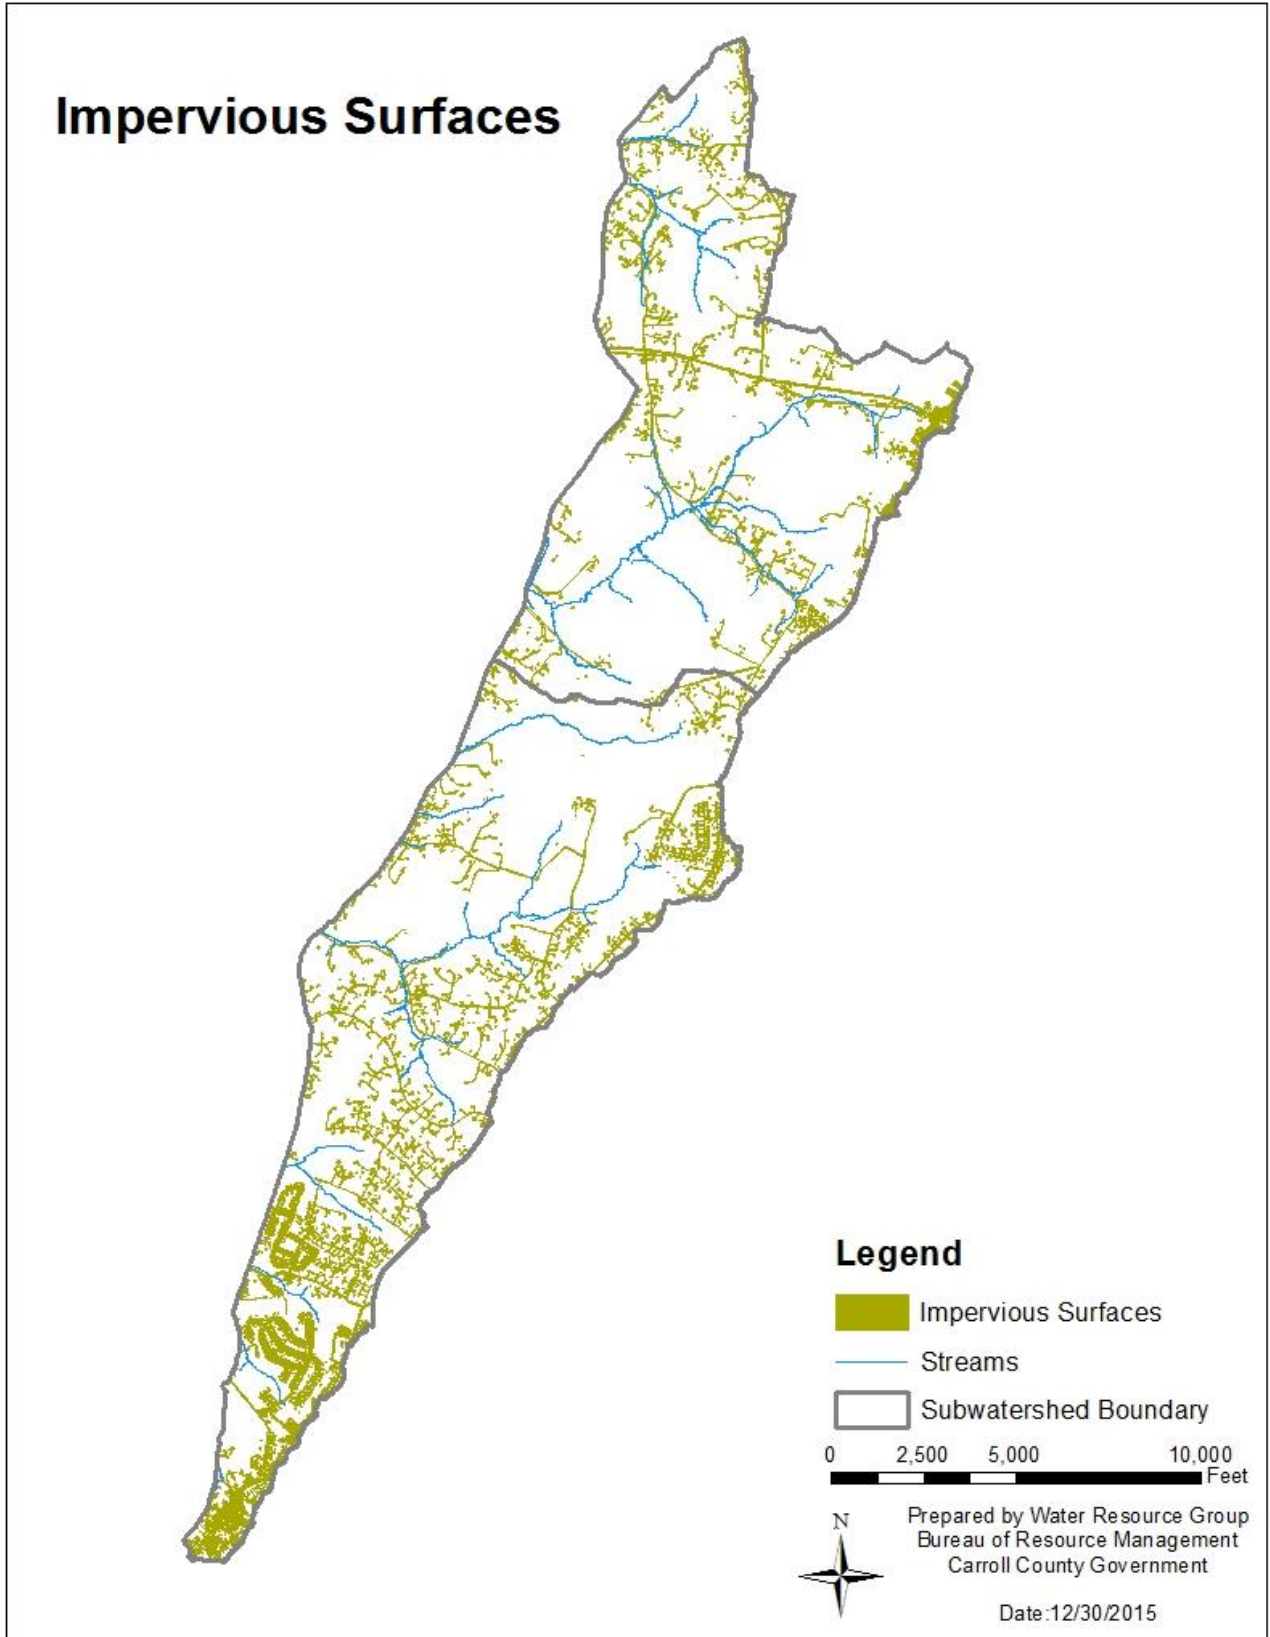 Impervious Surfaces
Legend
Impervious Surfaces
Streams
Subwatershed Boundary
0 2,500 5,000 10,000
Feet
N
Prepared by Water Resource Group
Bureau of Resource Management
Carroll County Government
Date:12/30/2015